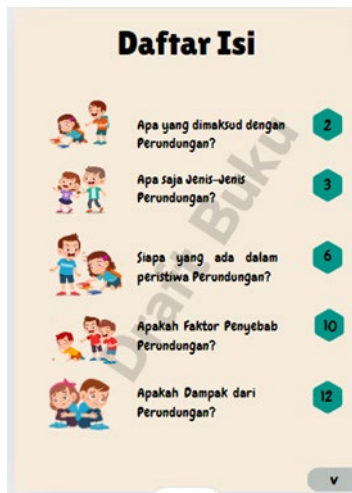 Daftar Isi
Apa yang dimaksud dengan
Perundungan?
2
Apa saja Jenis-Jenis
Perundungan?
3
Siapa yang ada dalam
peristiwa Perundungan?
6
Apakah Faktor Penyebab
Perundungan?
10
Apakah Dampak dari
Perundungan?
12
Draft Buku
v